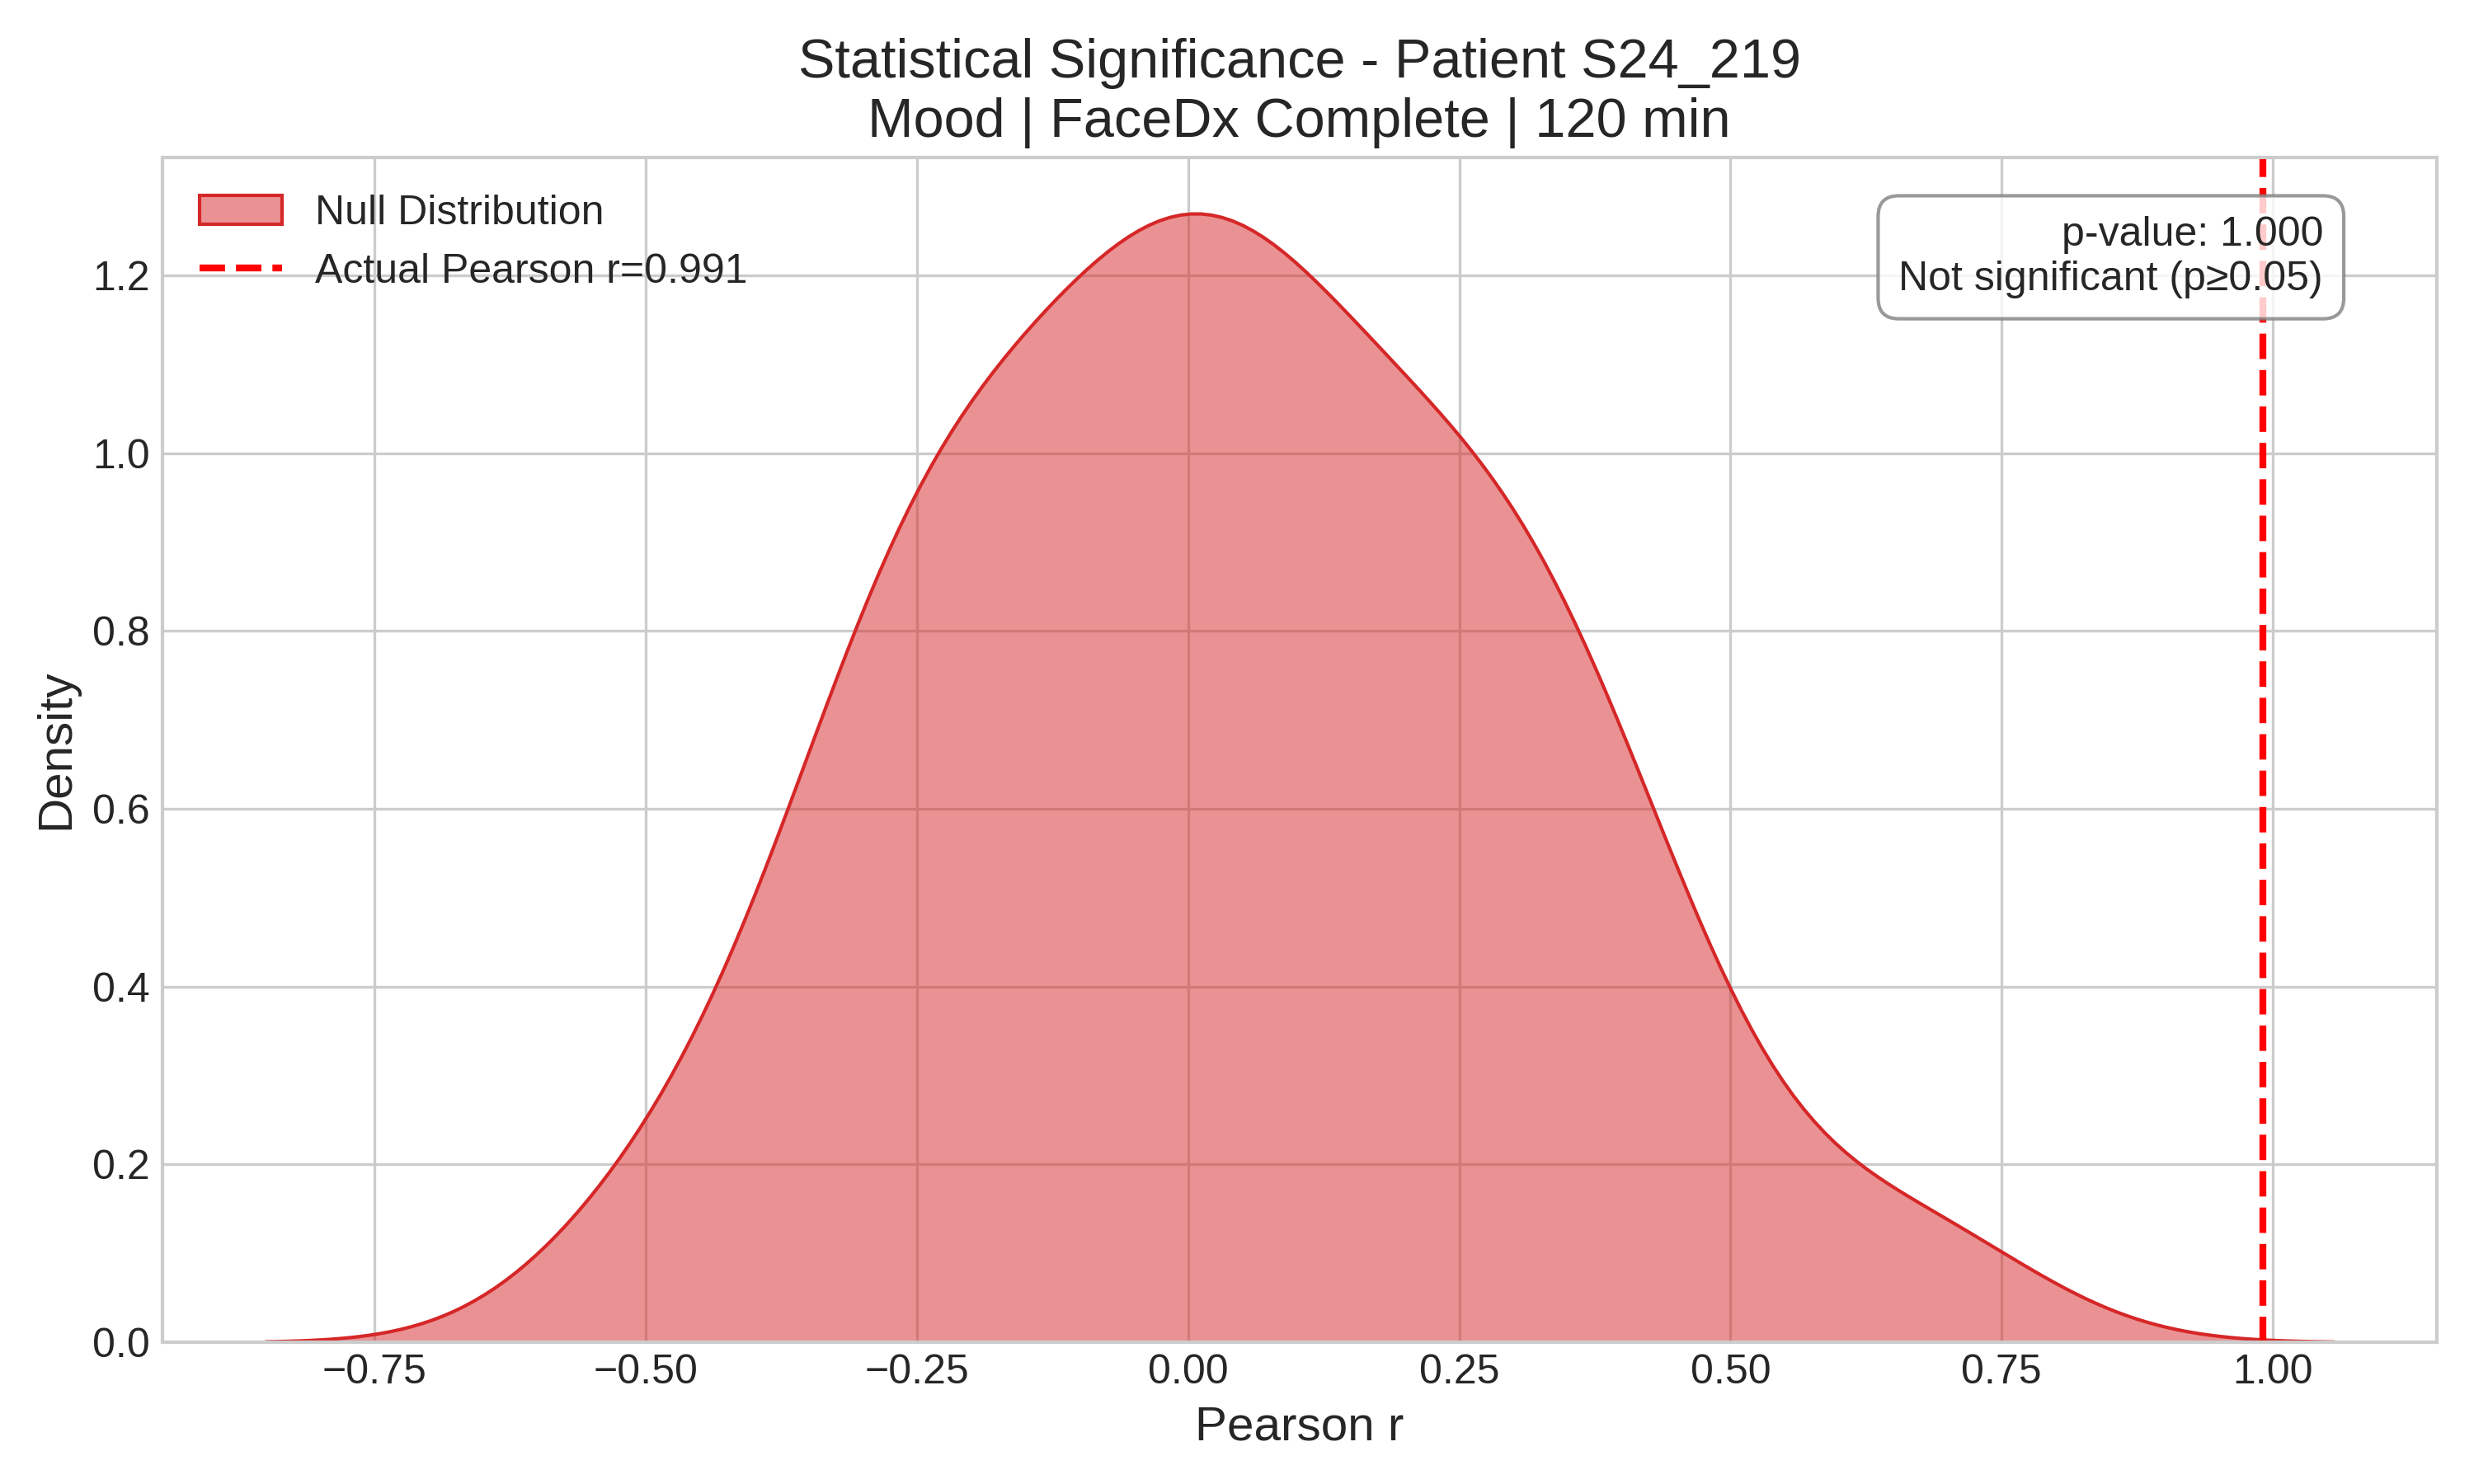 Statistical Significance - Patient S24_219
Mood | FaceDx Complete | 120 min
Null Distribution
Actual Pearson r=0.991
p-value: 1.000
Not significant (p≥0.05)
Density
1.2
1.0
0.8
0.6
0.4
0.2
0.0
−0.75 −0.50 −0.25 0.00 0.25 0.50 0.75 1.00
Pearson r